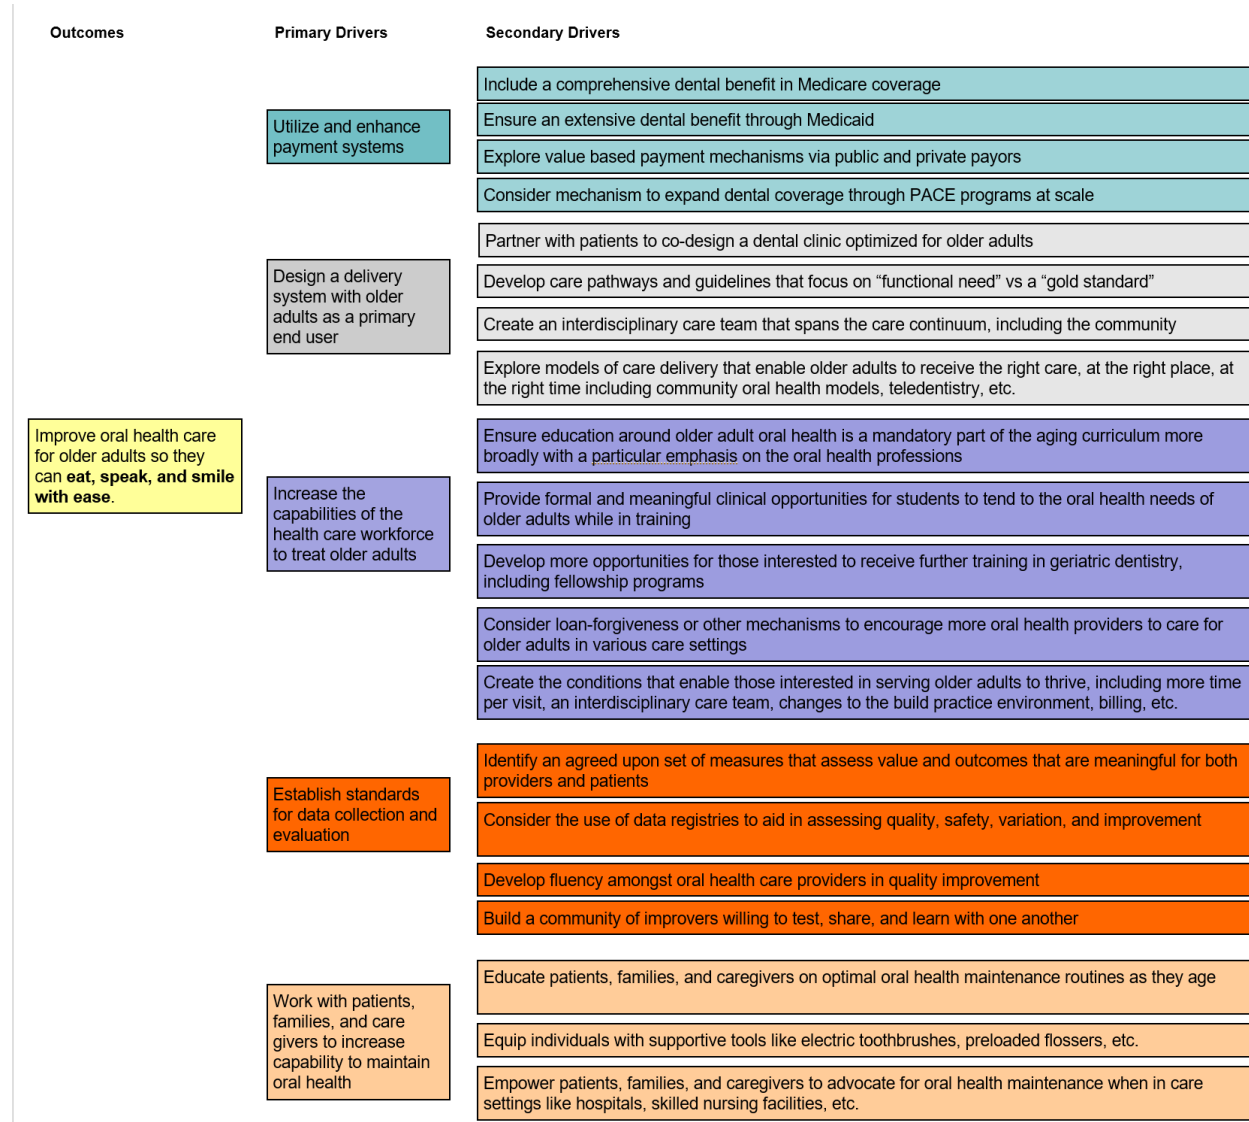 Outcomes
Primary Drivers
Secondary Drivers
Improve oral health care
for older adults so they
can eat, speak, and smile
with ease.
Utilize and enhance
payment systems
Include a comprehensive dental benefit in Medicare coverage
Ensure an extensive dental benefit through Medicaid
Explore value based payment mechanisms via public and private payors
Consider mechanism to expand dental coverage through PACE programs at scale
Design a delivery
system with older
adults as a primary
end user
Partner with patients to co-design a dental clinic optimized for older adults
Develop care pathways and guidelines that focus on “functional need” vs a “gold standard”
Create an interdisciplinary care team that spans the care continuum, including the community
Explore models of care delivery that enable older adults to receive the right care, at the right place, at
the right time including community oral health models, teledentistry, etc.
Increase the
capabilities of the
health care workforce
to treat older adults
Ensure education around older adult oral health is a mandatory part of the aging curriculum more
broadly with a particular emphasis on the oral health professions
Provide formal and meaningful clinical opportunities for students to tend to the oral health needs of
older adults while in training
Develop more opportunities for those interested to receive further training in geriatric dentistry,
including fellowship programs
Consider loan-forgiveness or other mechanisms to encourage more oral health providers to care for
older adults in various care settings
Create the conditions that enable those interested in serving older adults to thrive, including more time
per visit, an interdisciplinary care team, changes to the build practice environment, billing, etc.
Establish standards
for data collection and
evaluation
Identify an agreed upon set of measures that assess value and outcomes that are meaningful for both
providers and patients
Consider the use of data registries to aid in assessing quality, safety, variation, and improvement
Develop fluency amongst oral health care providers in quality improvement
Build a community of improvers willing to test, share, and learn with one another
Work with patients,
families, and care
givers to increase
capability to maintain
oral health
Educate patients, families, and caregivers on optimal oral health maintenance routines as they age
Equip individuals with supportive tools like electric toothbrushes, preloaded flossers, etc.
Empower patients, families, and caregivers to advocate for oral health maintenance when in care
settings like hospitals, skilled nursing facilities, etc.